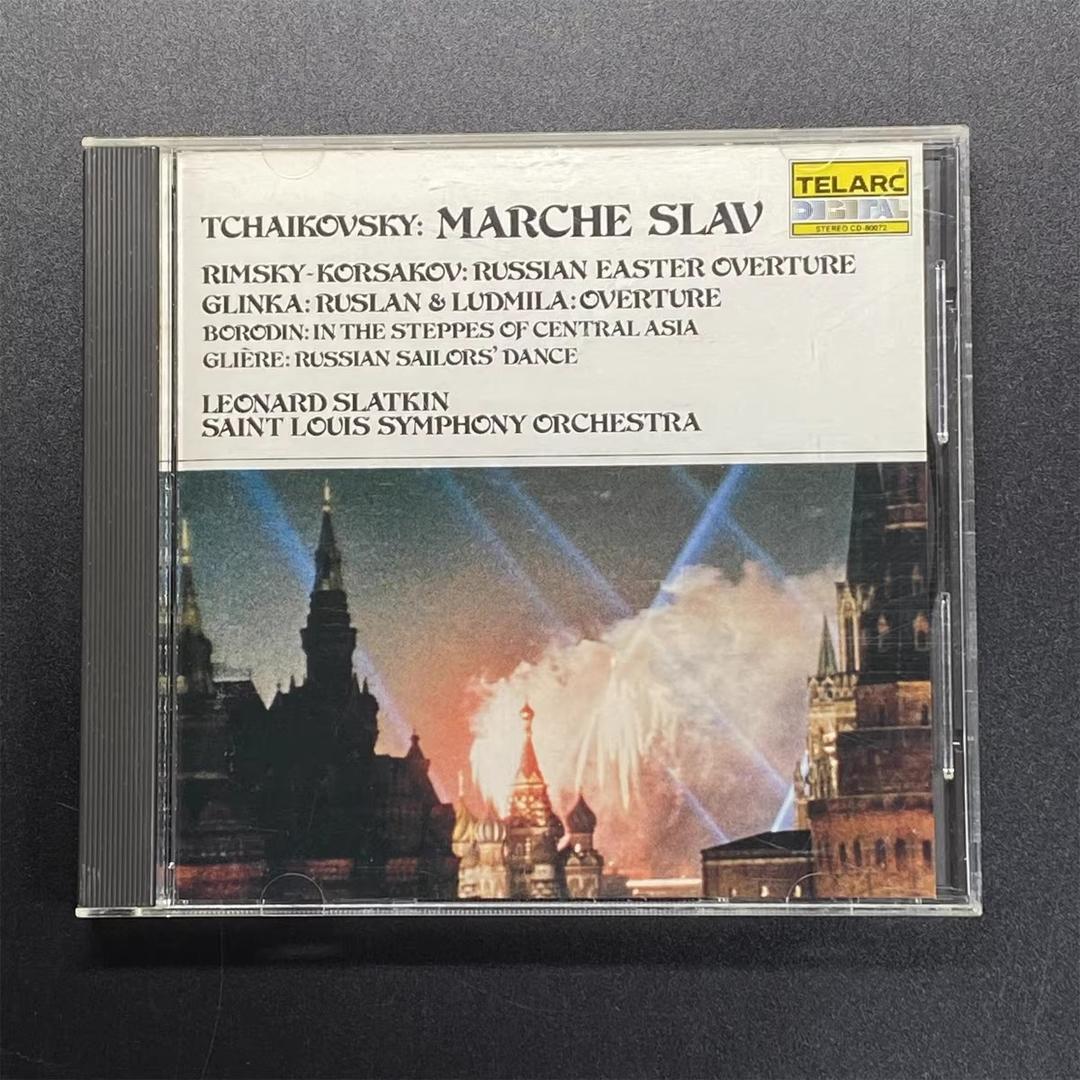 TCHAIKOVSKY: MARCHE SLAV
TELARC®
DIGITAL
STEREO CD-80072
RIMSKY-KORSAKOV: RUSSIAN EASTER OVERTURE
GLINKA: RUSLAN & LUDMILA: OVERTURE
BORODIN: IN THE STEPPES OF CENTRAL ASIA
GLIÈRE: RUSSIAN SAILORS' DANCE
LEONARD SLATKIN
SAINT LOUIS SYMPHONY ORCHESTRA